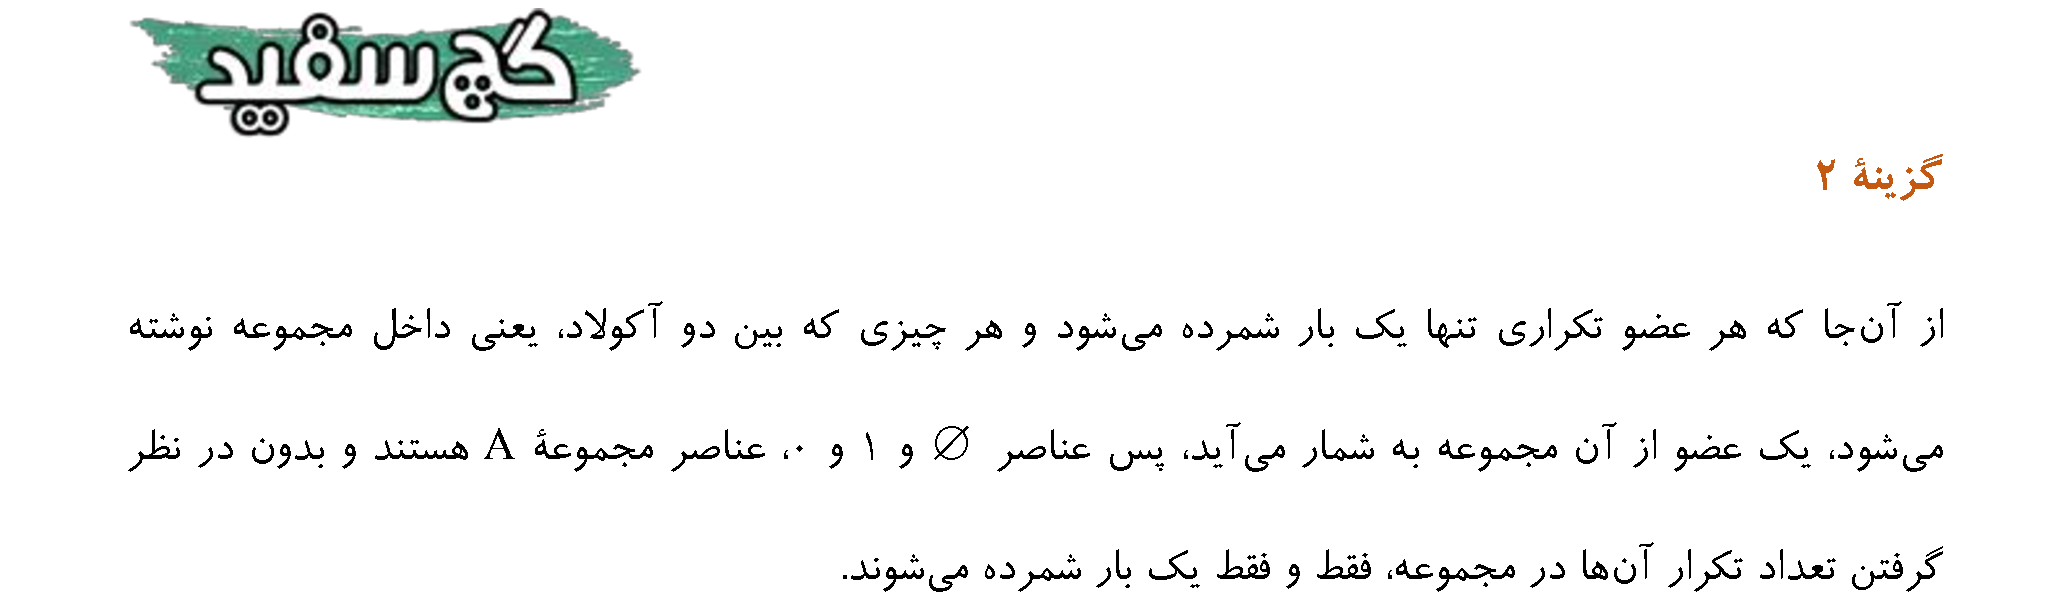 گچ سفید
گزینهٔ ۲
از آن‌جا که هر عضو تکراری تنها یک بار شمرده می‌شود و هر چیزی که بین دو آکولاد، یعنی داخل مجموعه نوشته
می‌شود، یک عضو از آن مجموعه به شمار می‌آید، پس عناصر ∅ و ۱ و ۰، عناصر مجموعهٔ A هستند و بدون در نظر
گرفتن تعداد تکرار آن‌ها در مجموعه، فقط و فقط یک بار شمرده می‌شوند.